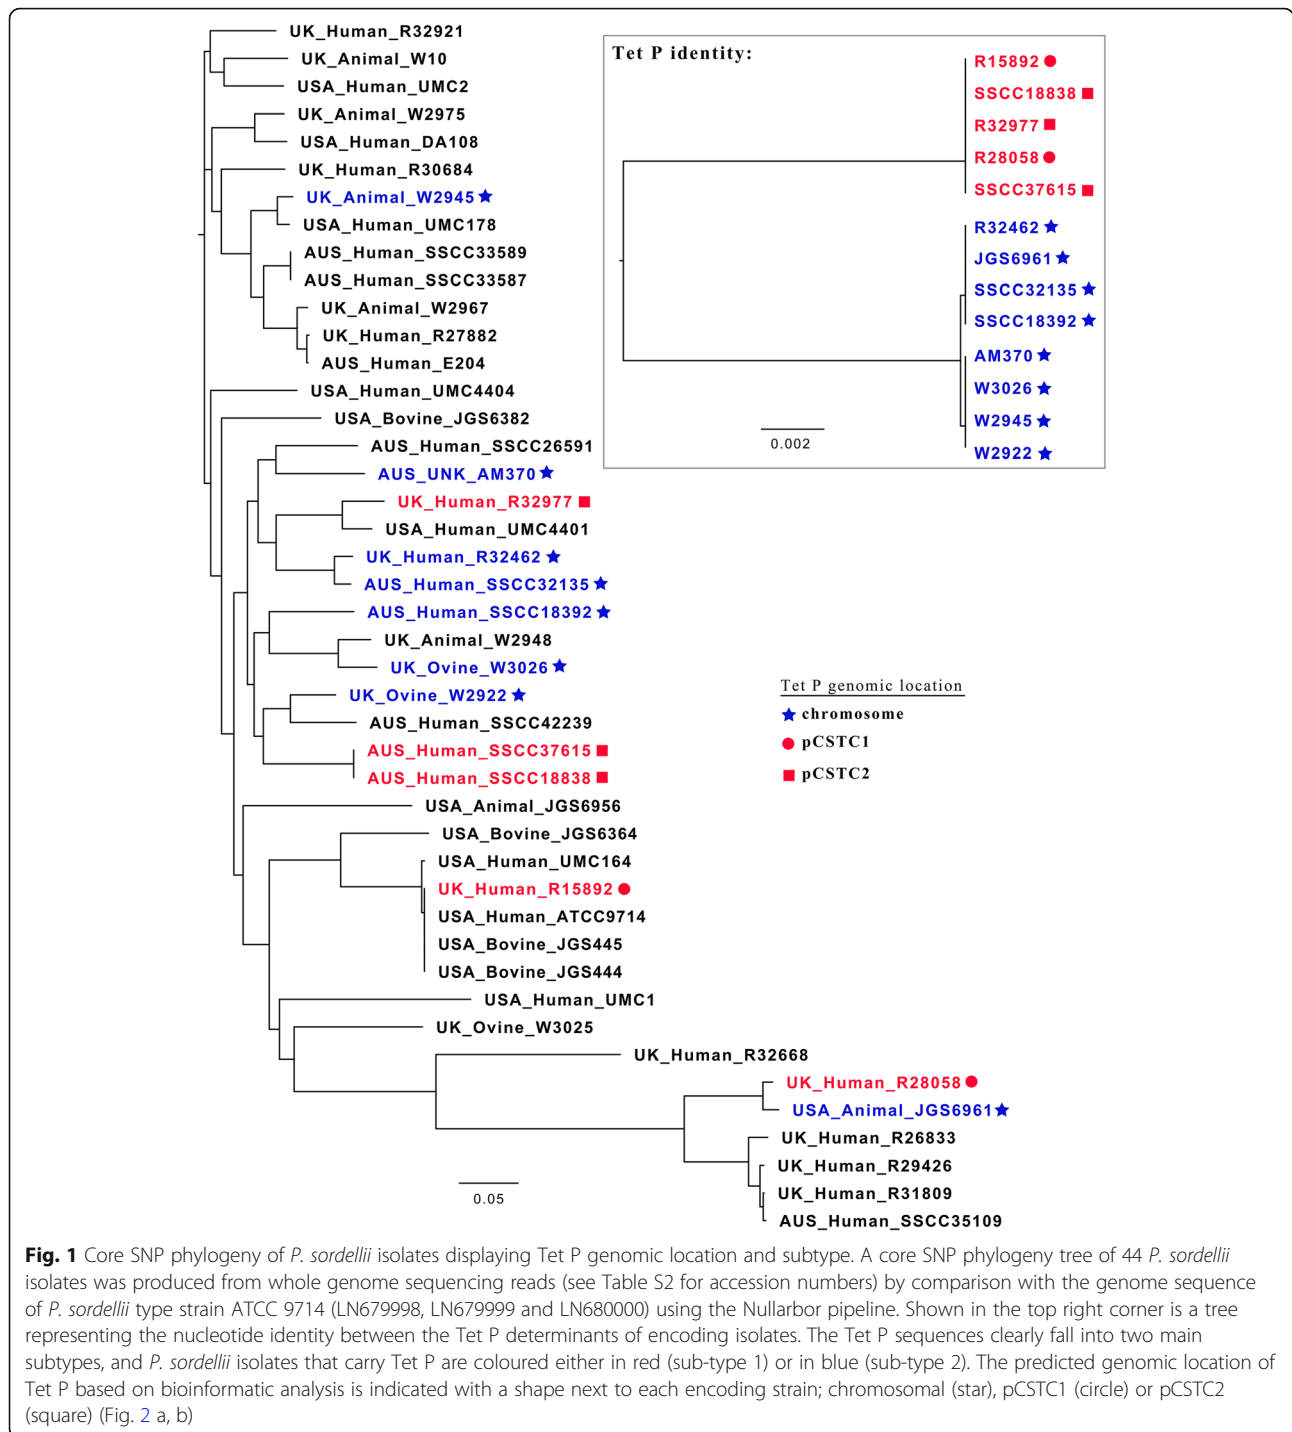 UK_Human_R32921
UK_Animal_W10
USA_Human_UMC2
UK_Animal_W2975
USA_Human_DA108
UK_Human_R30684
UK_Animal_W2945
USA_Human_UMC178
AUS_Human_SSCC33589
AUS_Human_SSCC33587
UK_Animal_W2967
UK_Human_R27882
AUS_Human_E204
USA_Human_UMC4404
USA_Bovine_JGS6382
AUS_Human_SSCC26591
AUS_UNK_AM370
UK_Human_R32977
USA_Human_UMC4401
UK_Human_R32462
AUS_Human_SSCC32135
AUS_Human_SSCC18392
UK_Animal_W2948
UK_Ovine_W3026
UK_Ovine_W2922
AUS_Human_SSCC42239
AUS_Human_SSCC37615
AUS_Human_SSCC18838
USA_Animal_JGS6956
USA_Bovine_JGS6364
USA_Human_UMC164
UK_Human_R15892
USA_Human_ATCC9714
USA_Bovine_JGS445
USA_Bovine_JGS444
USA_Human_UMC1
UK_Ovine_W3025
UK_Human_R32668
UK_Human_R28058
USA_Animal_JGS6961
UK_Human_R26833
UK_Human_R29426
UK_Human_R31809
AUS_Human_SSCC35109
0.05
Tet P identity:
R15892
SSCC18838
R32977
R28058
SSCC37615
R32462
JGS6961
SSCC32135
SSCC18392
AM370
W3026
W2945
W2922
0.002
Tet P genomic location
chromosome
pCSTC1
pCSTC2
Fig. 1 Core SNP phylogeny of P. sordellii isolates displaying Tet P genomic location and subtype. A core SNP phylogeny tree of 44 P. sordellii
isolates was produced from whole genome sequencing reads (see Table S2 for accession numbers) by comparison with the genome sequence
of P. sordellii type strain ATCC 9714 (LN679998, LN679999 and LN680000) using the Nullarbor pipeline. Shown in the top right corner is a tree
representing the nucleotide identity between the Tet P determinants of encoding isolates. The Tet P sequences clearly fall into two main
subtypes, and P. sordellii isolates that carry Tet P are coloured either in red (sub-type 1) or in blue (sub-type 2). The predicted genomic location of
Tet P based on bioinformatic analysis is indicated with a shape next to each encoding strain; chromosomal (star), pCSTC1 (circle) or pCSTC2
(square) (Fig. 2 a, b)